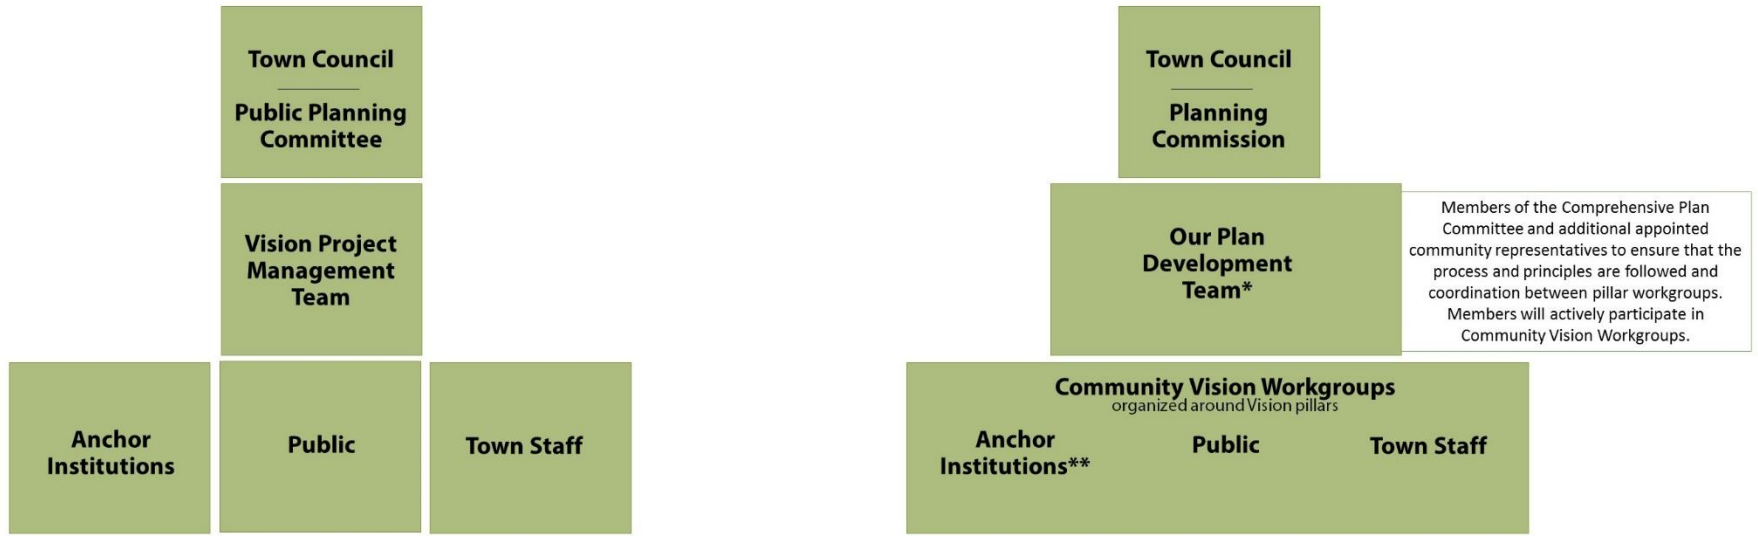 Town Council
Public Planning
Committee
Vision Project
Management
Team
Anchor
Institutions
Public
Town Staff
Town Council
Planning
Commission
Our Plan
Development
Team*
Members of the Comprehensive Plan
Committee and additional appointed
community representatives to ensure that the
process and principles are followed and
coordination between pillar workgroups.
Members will actively participate in
Community Vision Workgroups.
Community Vision Workgroups
organized around Vision pillars
Anchor
Institutions**
Public
Town Staff